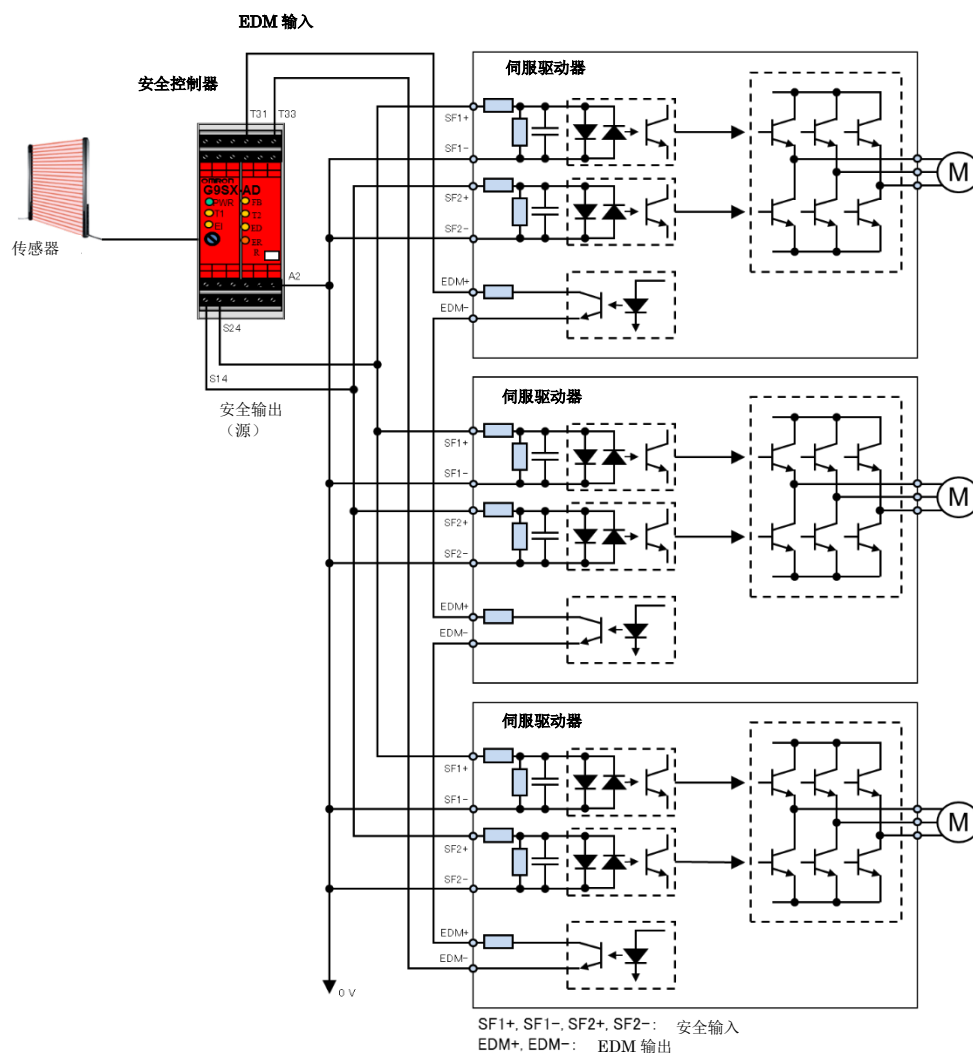 EDM 输入
安全控制器
T31 T33
omron
G9SX-AD
PWR FB
T1 T2
EI ED
ER
传感器
A2
S24
S14
安全输出
（源）
0 V
伺服驱动器
SF1+
SF1-
SF2+
SF2-
EDM+
EDM-
M
伺服驱动器
SF1+
SF1-
SF2+
SF2-
EDM+
EDM-
M
伺服驱动器
SF1+
SF1-
SF2+
SF2-
EDM+
EDM-
M
SF1+, SF1-, SF2+, SF2-: 安全输入
EDM+, EDM-: EDM 输出